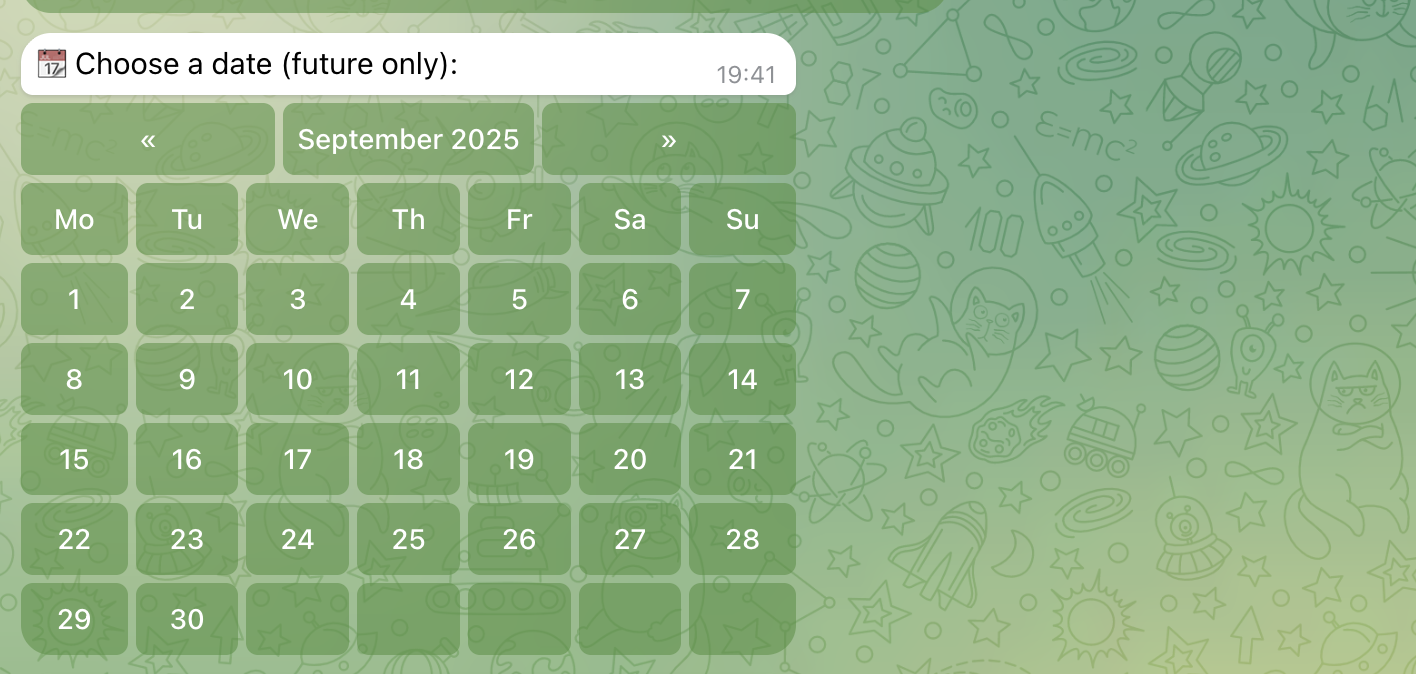 📆 Choose a date (future only):
19:41
« September 2025 »
Mo Tu We Th Fr Sa Su
1 2 3 4 5 6 7
8 9 10 11 12 13 14
15 16 17 18 19 20 21
22 23 24 25 26 27 28
29 30
E=mc²